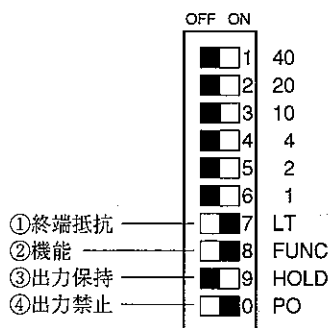 OFF ON
1 40
2 20
3 10
4 4
5 2
6 1
①終端抵抗 7 LT
②機能 8 FUNC
③出力保持 9 HOLD
④出力禁止 0 PO